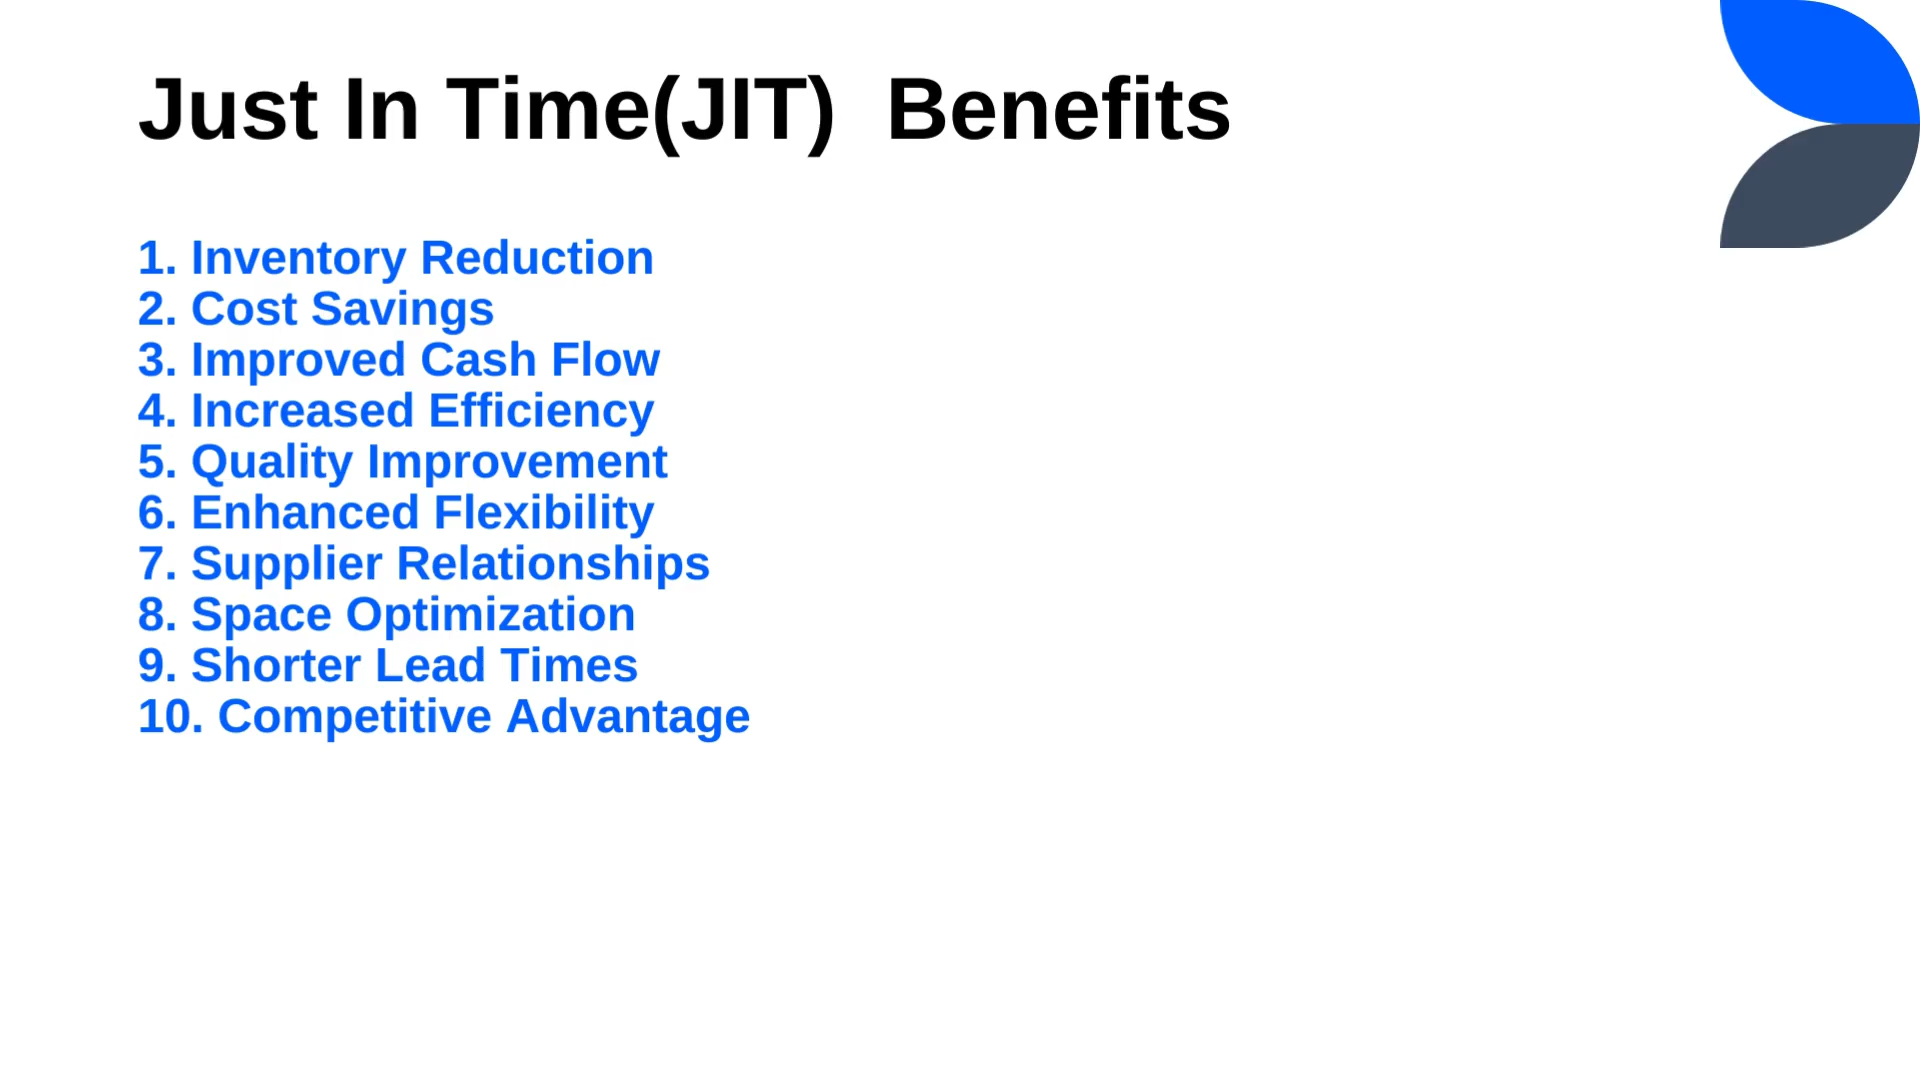 Just In Time(JIT)  Benefits
1. Inventory Reduction
2. Cost Savings
3. Improved Cash Flow
4. Increased Efficiency
5. Quality Improvement
6. Enhanced Flexibility
7. Supplier Relationships
8. Space Optimization
9. Shorter Lead Times
10. Competitive Advantage